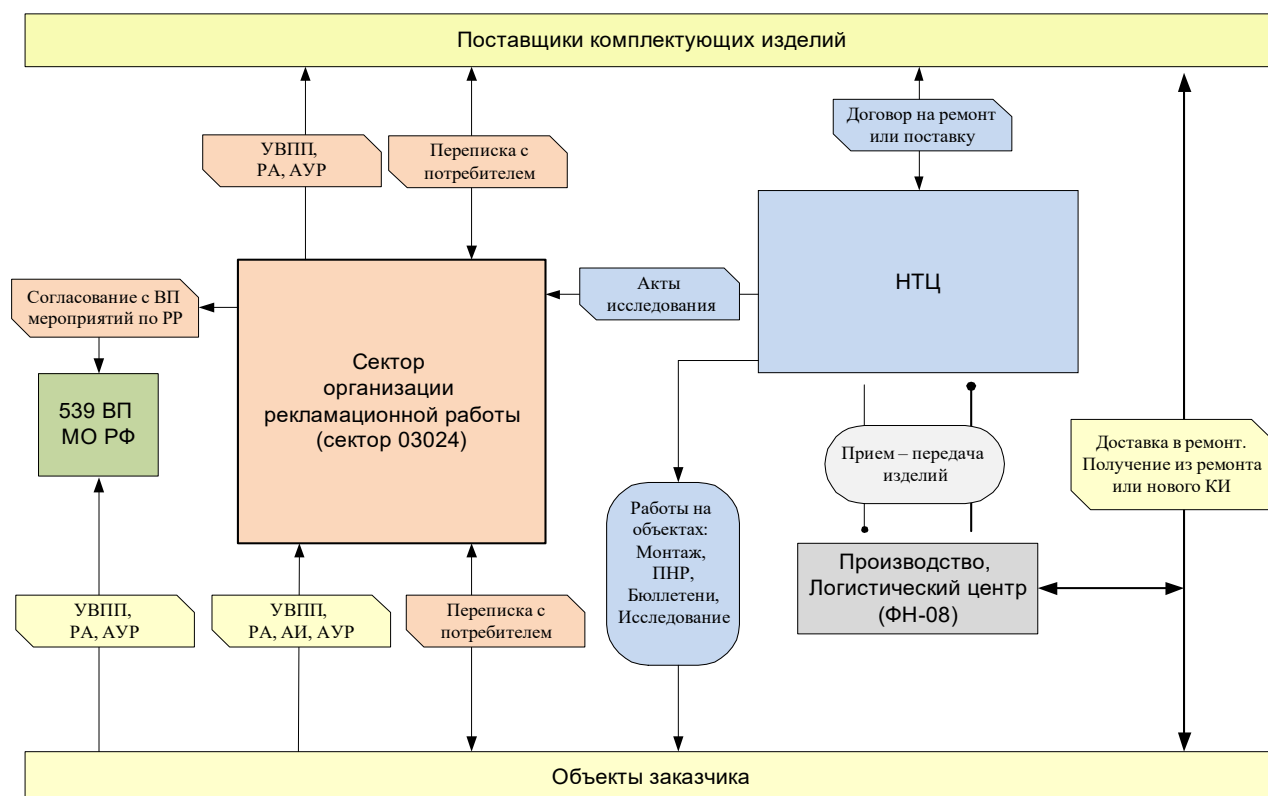 Поставщики комплектующих изделий
Договор на ремонт
или поставку
УВПП,
РА, АУР
Переписка с
потребителем
НТЦ
Акты
исследования
Согласование с ВП
мероприятий по РР
Сектор
организации
рекламационной работы
(сектор 03024)
539 ВП
МО РФ
Прием – передача
изделий
Доставка в ремонт.
Получение из ремонта
или нового КИ
Работы на
объектах:
Монтаж,
ПНР,
Бюллетени,
Исследование
Производство,
Логистический центр
(ФН-08)
УВПП,
РА, АУР
УВПП,
РА, АИ, АУР
Переписка с
потребителем
Объекты заказчика